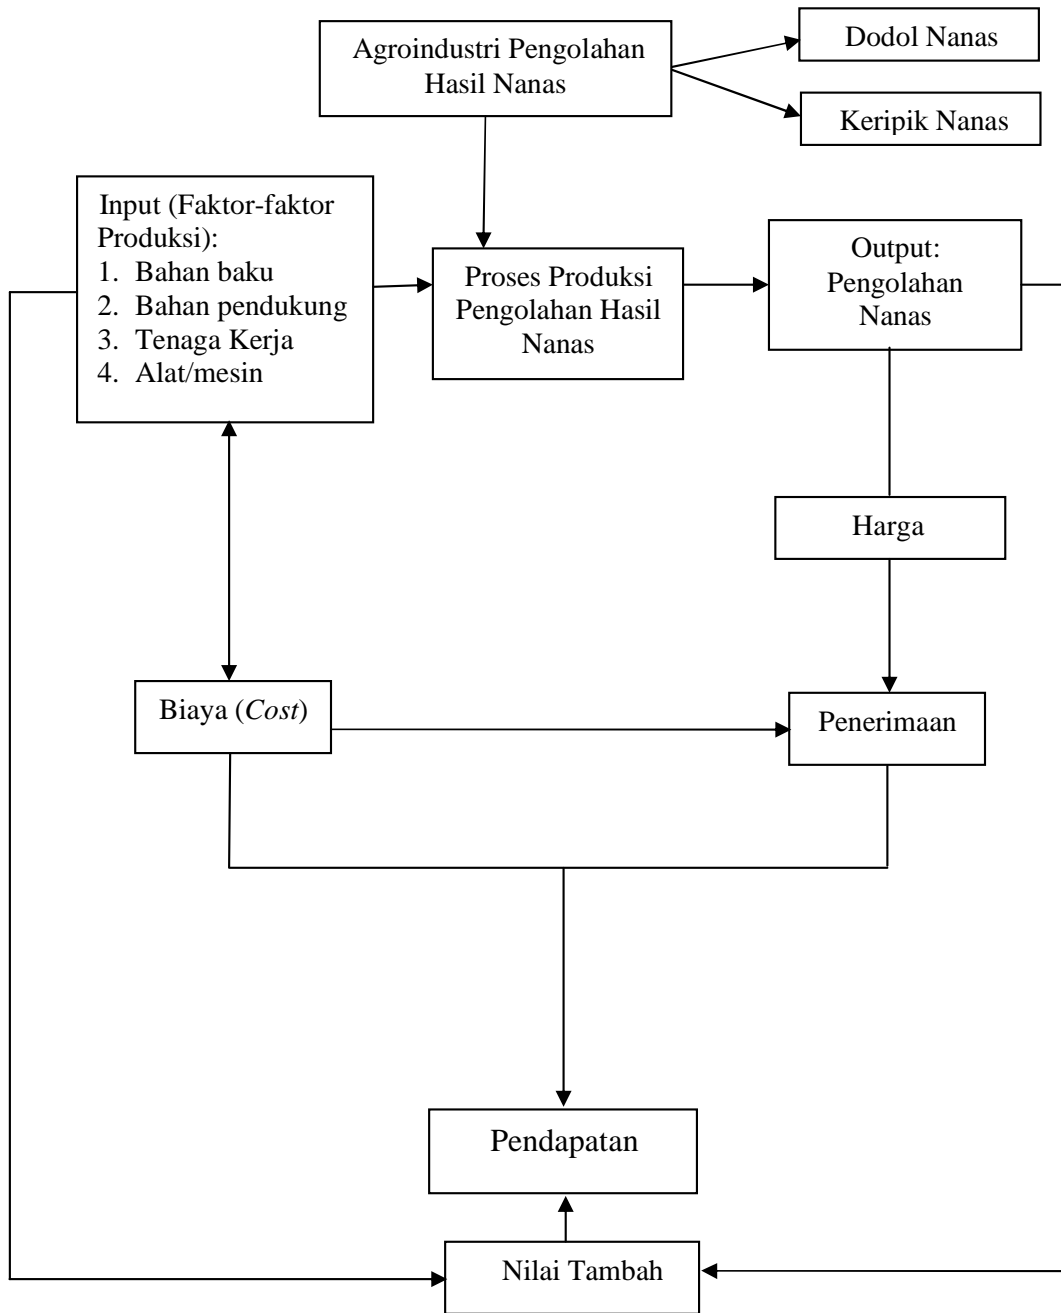 Agroindustri Pengolahan
Hasil Nanas
Dodol Nanas
Keripik Nanas
Input (Faktor-faktor
Produksi):
1. Bahan baku
2. Bahan pendukung
3. Tenaga Kerja
4. Alat/mesin
Proses Produksi
Pengolahan Hasil
Nanas
Output:
Pengolahan
Nanas
Harga
Biaya (Cost)
Penerimaan
Pendapatan
Nilai Tambah